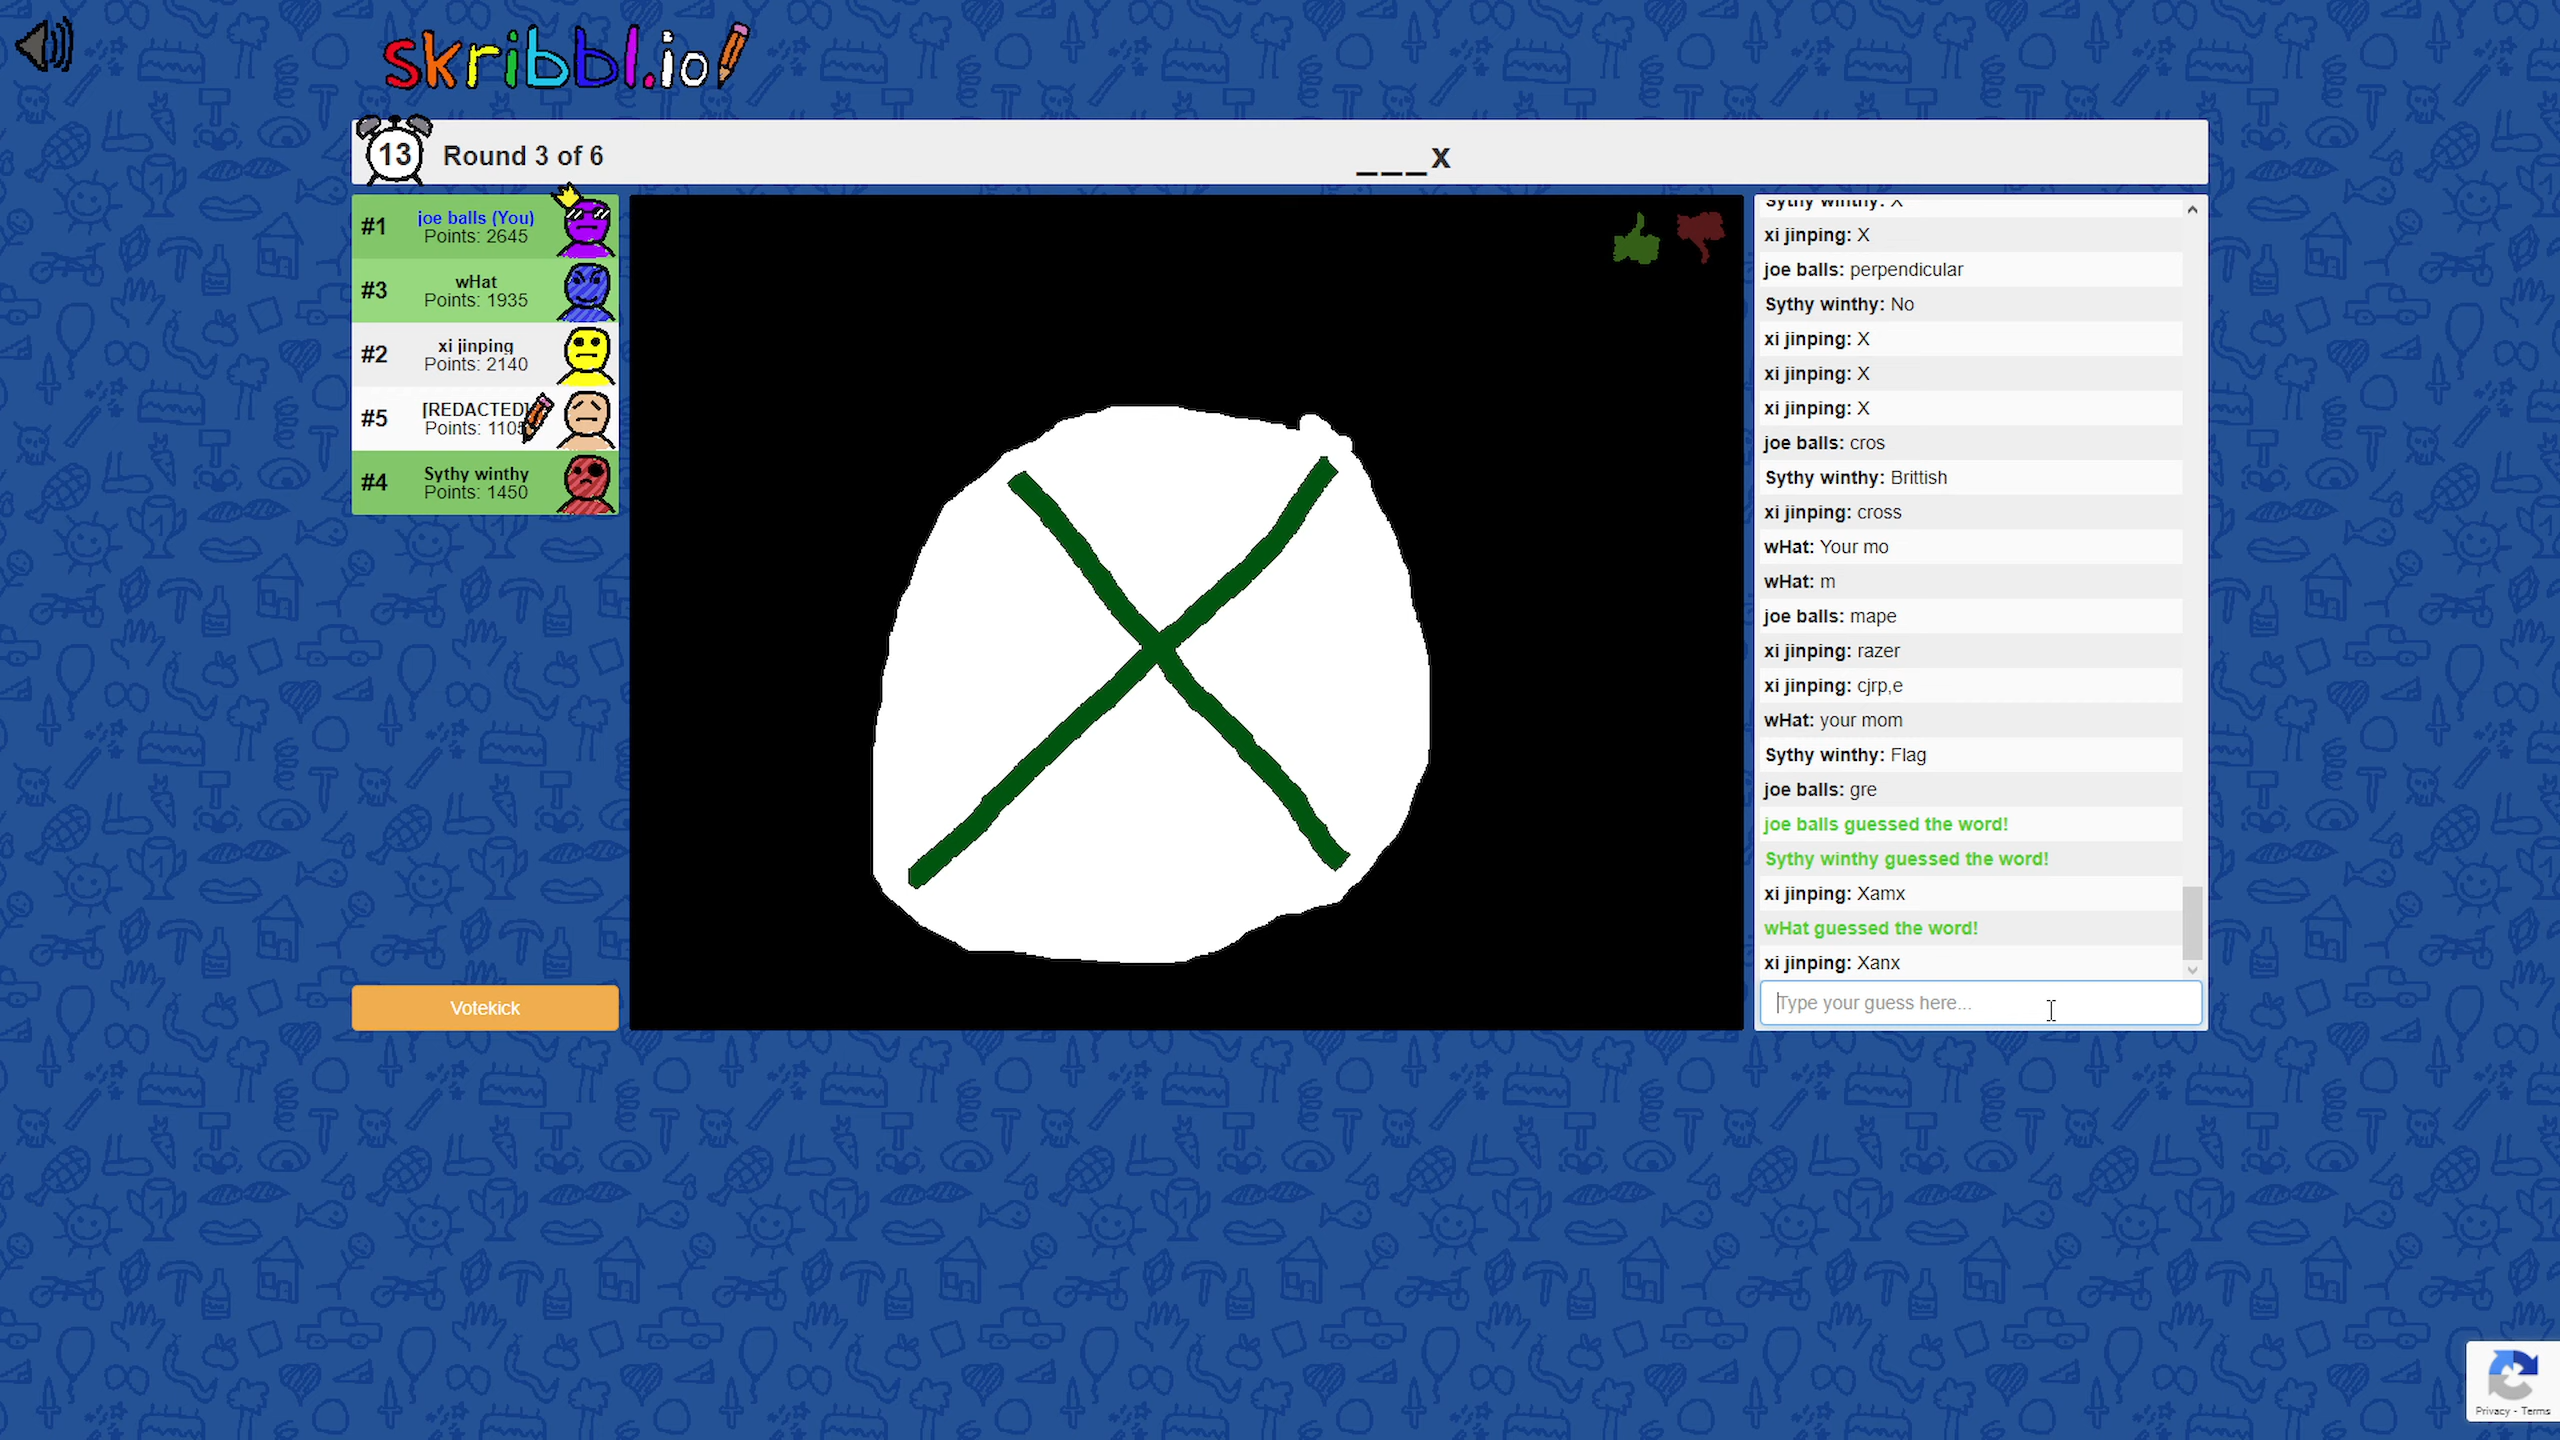 skribbl.io
13
Round 3 of 6
___x
#1
joe balls (You)
Points: 2645
#3
wHat
Points: 1935
#2
xi jinping
Points: 2140
#5
[REDACTED]
Points: 1105
#4
Sythy winthy
Points: 1450
Votekick
Sythy winthy: X
xi jinping: X
joe balls: perpendicular
Sythy winthy: No
xi jinping: X
xi jinping: X
xi jinping: X
joe balls: cros
Sythy winthy: Brittish
xi jinping: cross
wHat: Your mo
wHat: m
joe balls: mape
xi jinping: razer
xi jinping: cjrp,e
wHat: your mom
Sythy winthy: Flag
joe balls: gre
joe balls guessed the word!
Sythy winthy guessed the word!
xi jinping: Xamx
wHat guessed the word!
xi jinping: Xanx
Type your guess here...
Privacy - Terms